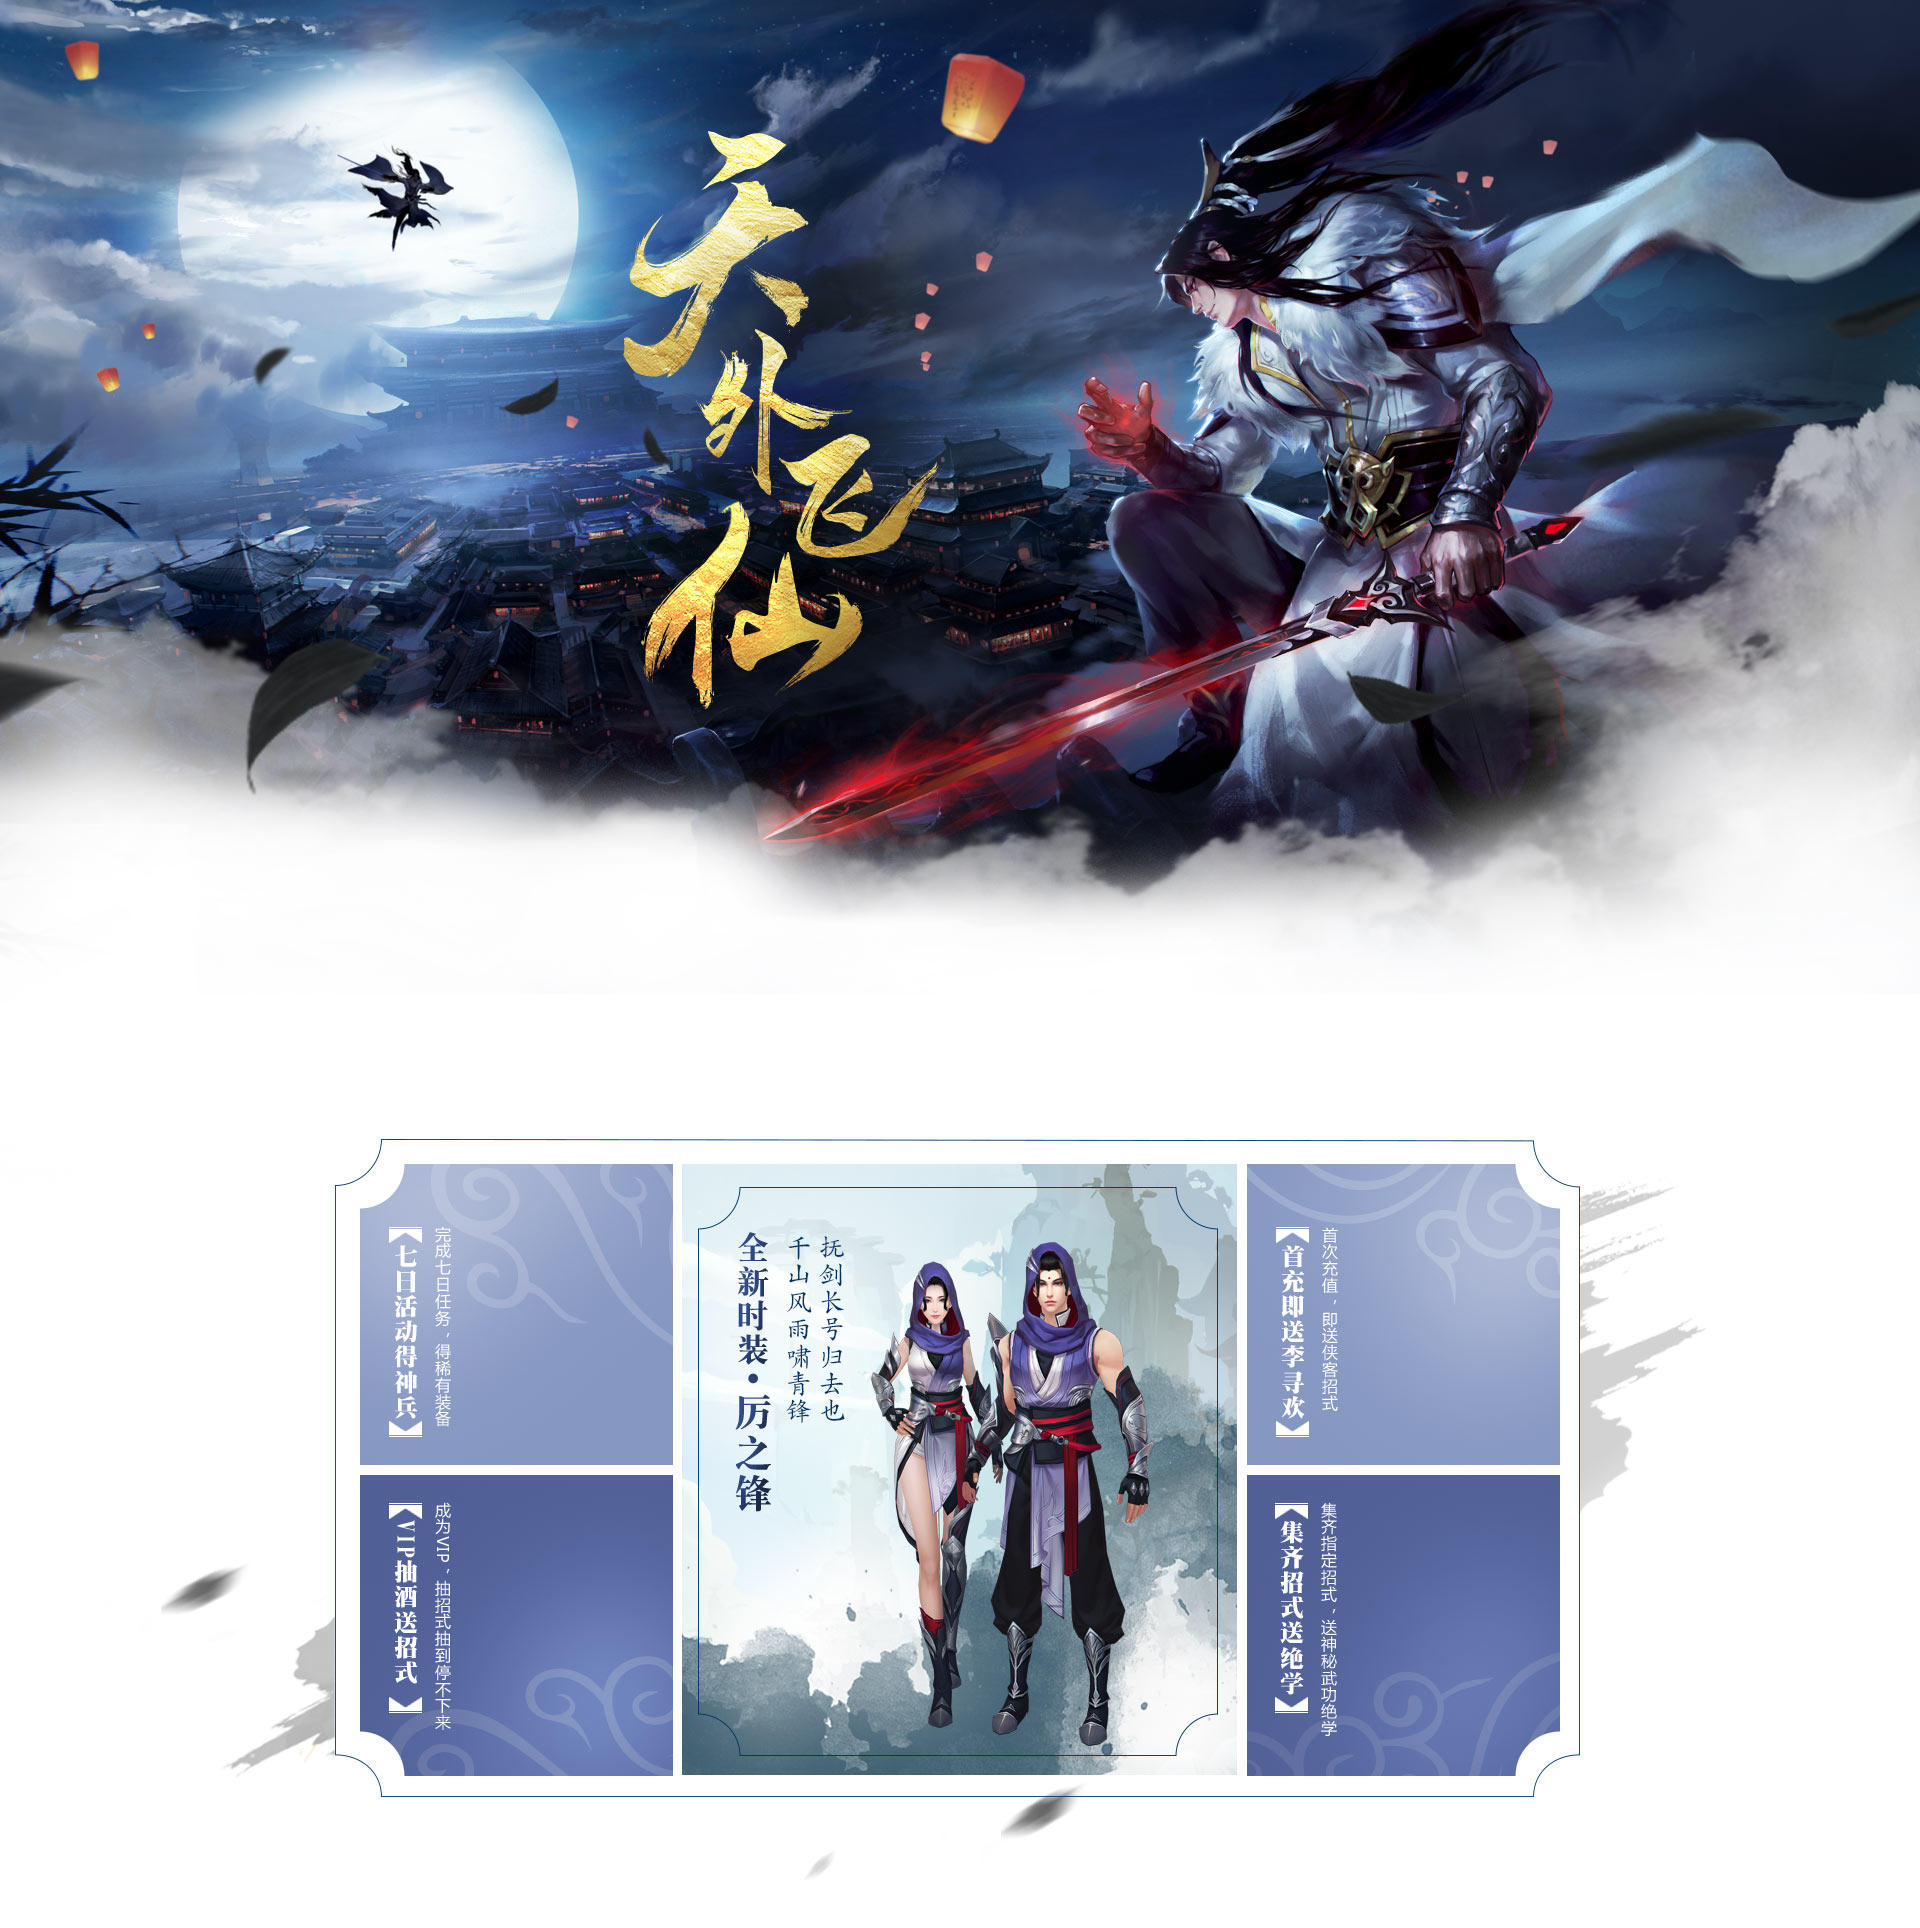 天外飞仙
七日活动得神兵
完成七日任务，得稀有装备
VIP抽酒送招式
成为VIP，抽招式抽到停不下来
全新时装·厉之锋
千山风雨啸青锋
抚剑长号归去也
首充即送李寻欢
首次充值，即送侠客招式
集齐招式送绝学
集齐指定招式，送神秘武功绝学